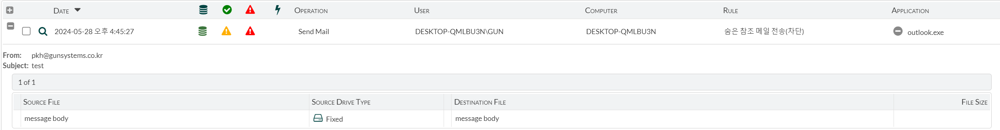 Date Operation User Computer Rule Application
2024-05-28 오후 4:45:27 Send Mail DESKTOP-QMLBU3N\GUN DESKTOP-QMLBU3N 숨은 참조 메일 전송(차단) outlook.exe
From: pkh@gunsystems.co.kr
Subject: test
1 of 1
Source File Source Drive Type Destination File File Size
message body Fixed message body